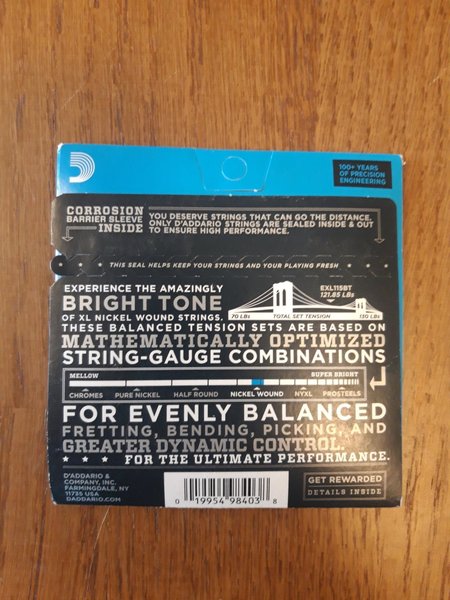 100+ YEARS
OF PRECISION
ENGINEERING
CORROSION
BARRIER SLEEVE
INSIDE
YOU DESERVE STRINGS THAT CAN GO THE DISTANCE.
ONLY D'ADDARIO STRINGS ARE SEALED INSIDE & OUT
TO ENSURE HIGH PERFORMANCE.
THIS SEAL HELPS KEEP YOUR STRINGS AND YOUR PLAYING FRESH
EXPERIENCE THE AMAZINGLY
BRIGHT TONE
OF XL NICKEL WOUND STRINGS.
EXL115BT
121.85 LBs
70 LBs TOTAL SET TENSION 130 LBs
THESE BALANCED TENSION SETS ARE BASED ON
MATHEMATICALLY OPTIMIZED
STRING-GAUGE COMBINATIONS
MELLOW SUPER BRIGHT
CHROMES PURE NICKEL HALF ROUND NICKEL WOUND NYXL PROSTEELS
FOR EVENLY BALANCED
FRETTING, BENDING, PICKING, AND
GREATER DYNAMIC CONTROL.
FOR THE ULTIMATE PERFORMANCE.
D'ADDARIO &
COMPANY, INC.
FARMINGDALE, NY
11735 USA
DADDARIO.COM
0 19954 98403 8
GET REWARDED
DETAILS INSIDE